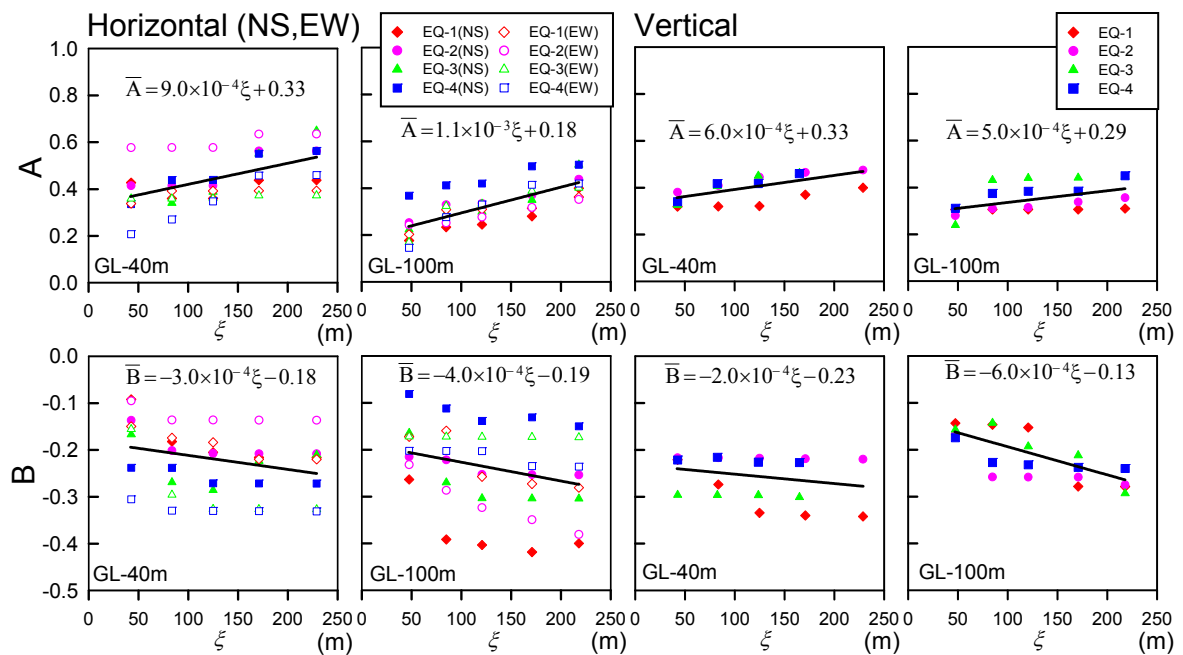 Horizontal (NS,EW)
Vertical
EQ-1(NS) EQ-1(EW)
EQ-2(NS) EQ-2(EW)
EQ-3(NS) EQ-3(EW)
EQ-4(NS) EQ-4(EW)
EQ-1
EQ-2
EQ-3
EQ-4
A
1.0
0.8
0.6
0.4
0.2
0.0
A̅=9.0×10⁻⁴ξ+0.33
GL-40m
0 50 100 150 200 250
ξ (m)
A̅=1.1×10⁻³ξ+0.18
GL-100m
0 50 100 150 200 250
ξ (m)
A̅=6.0×10⁻⁴ξ+0.33
GL-40m
0 50 100 150 200 250
ξ (m)
A̅=5.0×10⁻⁴ξ+0.29
GL-100m
0 50 100 150 200 250
ξ (m)
B
0.0
-0.1
-0.2
-0.3
-0.4
-0.5
B̅=−3.0×10⁻⁴ξ−0.18
GL-40m
0 50 100 150 200 250
ξ (m)
B̅=−4.0×10⁻⁴ξ−0.19
GL-100m
0 50 100 150 200 250
ξ (m)
B̅=−2.0×10⁻⁴ξ−0.23
GL-40m
0 50 100 150 200 250
ξ (m)
B̅=−6.0×10⁻⁴ξ−0.13
GL-100m
0 50 100 150 200 250
ξ (m)